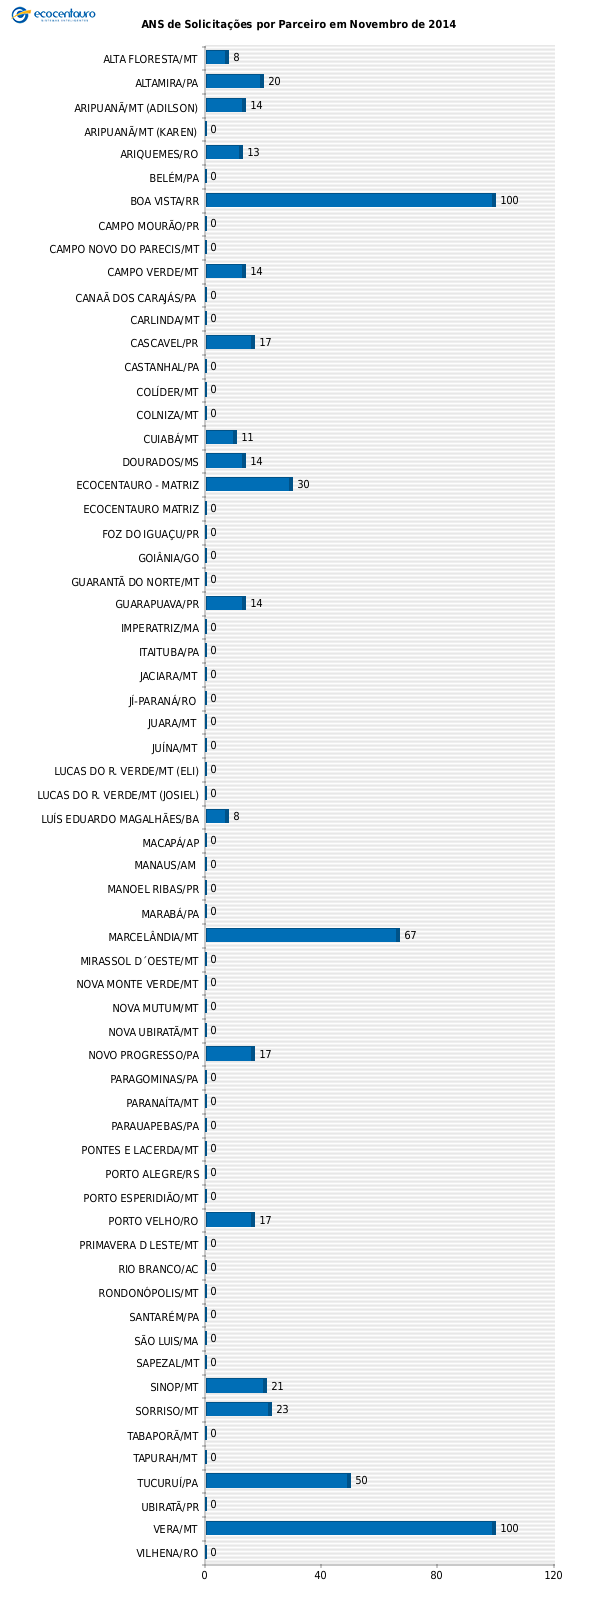 ecocentauro
ANS de Solicitações por Parceiro em Novembro de 2014
ALTA FLORESTA/MT 8
ALTAMIRA/PA 20
ARIPUANÃ/MT (ADILSON) 14
ARIPUANÃ/MT (KAREN) 0
ARIQUEMES/RO 13
BELÉM/PA 0
BOA VISTA/RR 100
CAMPO MOURÃO/PR 0
CAMPO NOVO DO PARECIS/MT 0
CAMPO VERDE/MT 14
CANAÃ DOS CARAJÁS/PA 0
CARLINDA/MT 0
CASCAVEL/PR 17
CASTANHAL/PA 0
COLÍDER/MT 0
COLNIZA/MT 0
CUIABÁ/MT 11
DOURADOS/MS 14
ECOCENTAURO - MATRIZ 30
ECOCENTAURO MATRIZ 0
FOZ DO IGUAÇU/PR 0
GOIÂNIA/GO 0
GUARANTÃ DO NORTE/MT 0
GUARAPUAVA/PR 14
IMPERATRIZ/MA 0
ITAITUBA/PA 0
JACIARA/MT 0
JÍ-PARANÁ/RO 0
JUARA/MT 0
JUÍNA/MT 0
LUCAS DO R. VERDE/MT (ELI) 0
LUCAS DO R. VERDE/MT (JOSIEL) 0
LUÍS EDUARDO MAGALHÃES/BA 8
MACAPÁ/AP 0
MANAUS/AM 0
MANOEL RIBAS/PR 0
MARABÁ/PA 0
MARCELÂNDIA/MT 67
MIRASSOL D´OESTE/MT 0
NOVA MONTE VERDE/MT 0
NOVA MUTUM/MT 0
NOVA UBIRATÃ/MT 0
NOVO PROGRESSO/PA 17
PARAGOMINAS/PA 0
PARANAÍTA/MT 0
PARAUAPEBAS/PA 0
PONTES E LACERDA/MT 0
PORTO ALEGRE/RS 0
PORTO ESPERIDIÃO/MT 0
PORTO VELHO/RO 17
PRIMAVERA D LESTE/MT 0
RIO BRANCO/AC 0
RONDONÓPOLIS/MT 0
SANTARÉM/PA 0
SÃO LUIS/MA 0
SAPEZAL/MT 0
SINOP/MT 21
SORRISO/MT 23
TABAPORÃ/MT 0
TAPURAH/MT 0
TUCURUÍ/PA 50
UBIRATÃ/PR 0
VERA/MT 100
VILHENA/RO 0
0 40 80 120